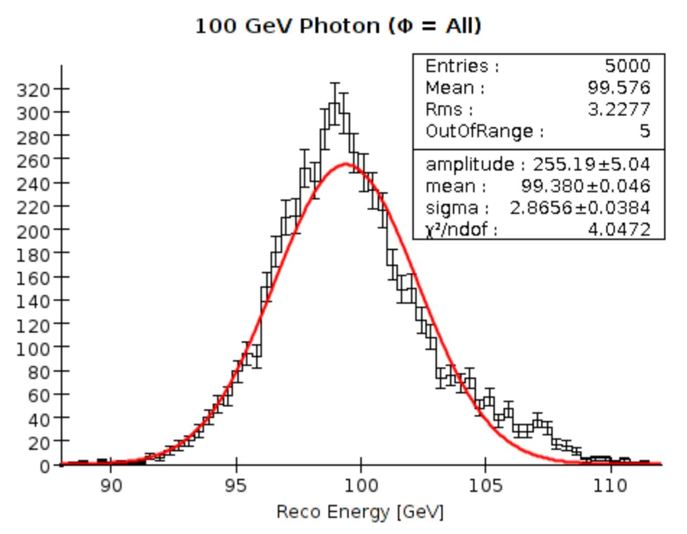 100 GeV Photon (Φ = All)
Entries : 5000
Mean : 99.576
Rms : 3.2277
OutOfRange : 5
amplitude : 255.19±5.04
mean : 99.380±0.046
sigma : 2.8656±0.0384
χ²/ndof : 4.0472
320
300
280
260
240
220
200
180
160
140
120
100
80
60
40
20
0
90 95 100 105 110
Reco Energy [GeV]